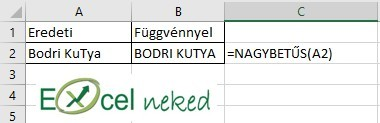 A B C
1 Eredeti Függvénnyel
2 Bodri KuTya BODRI KUTYA =NAGYBETŰS(A2)
3
4
5
Excel neked